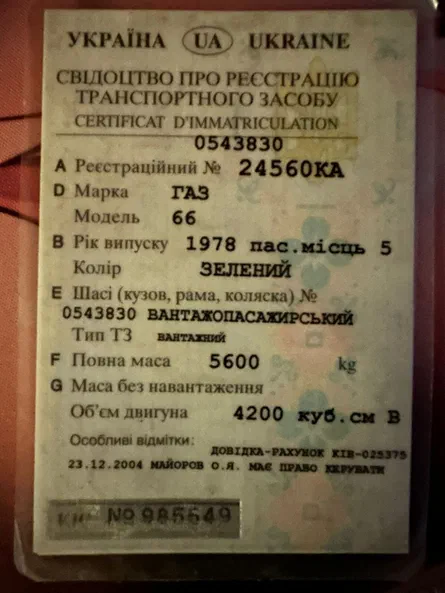 УКРАЇНА UA UKRAINE
СВІДОЦТВО ПРО РЕЄСТРАЦІЮ
ТРАНСПОРТНОГО ЗАСОБУ
CERTIFICAT D'IMMATRICULATION
0543830
A Реєстраційний № 24560КА
D Марка ГАЗ
Модель 66
B Рік випуску 1978 пас.місць 5
Колір ЗЕЛЕНИЙ
E Шасі (кузов, рама, коляска) №
0543830 ВАНТАЖОПАСАЖИРСЬКИЙ
Тип ТЗ ВАНТАЖНИЙ
F Повна маса 5600 kg
G Маса без навантаження
Об'єм двигуна 4200 куб.см В
Особливі відмітки:
ДОВІДКА-РАХУНОК КІВ-025375
23.12.2004 МАЙОРОВ О.Я. МАЄ ПРАВО КЕРУВАТИ
№ 985549